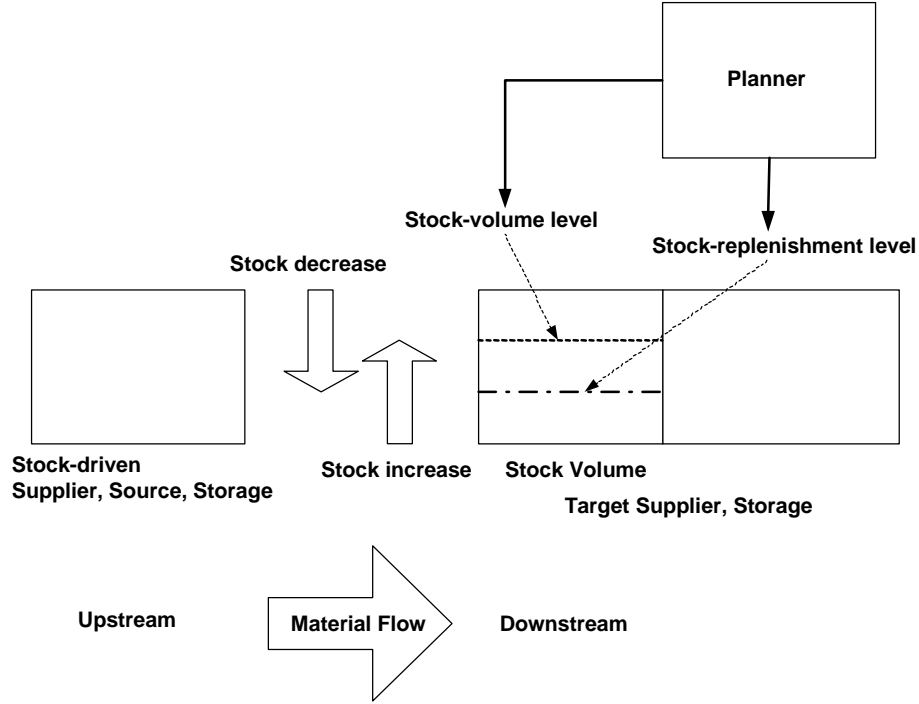 Planner
Stock-volume level
Stock-replenishment level
Stock decrease
Stock-driven
Supplier, Source, Storage
Stock increase
Stock Volume
Target Supplier, Storage
Upstream
Material Flow
Downstream